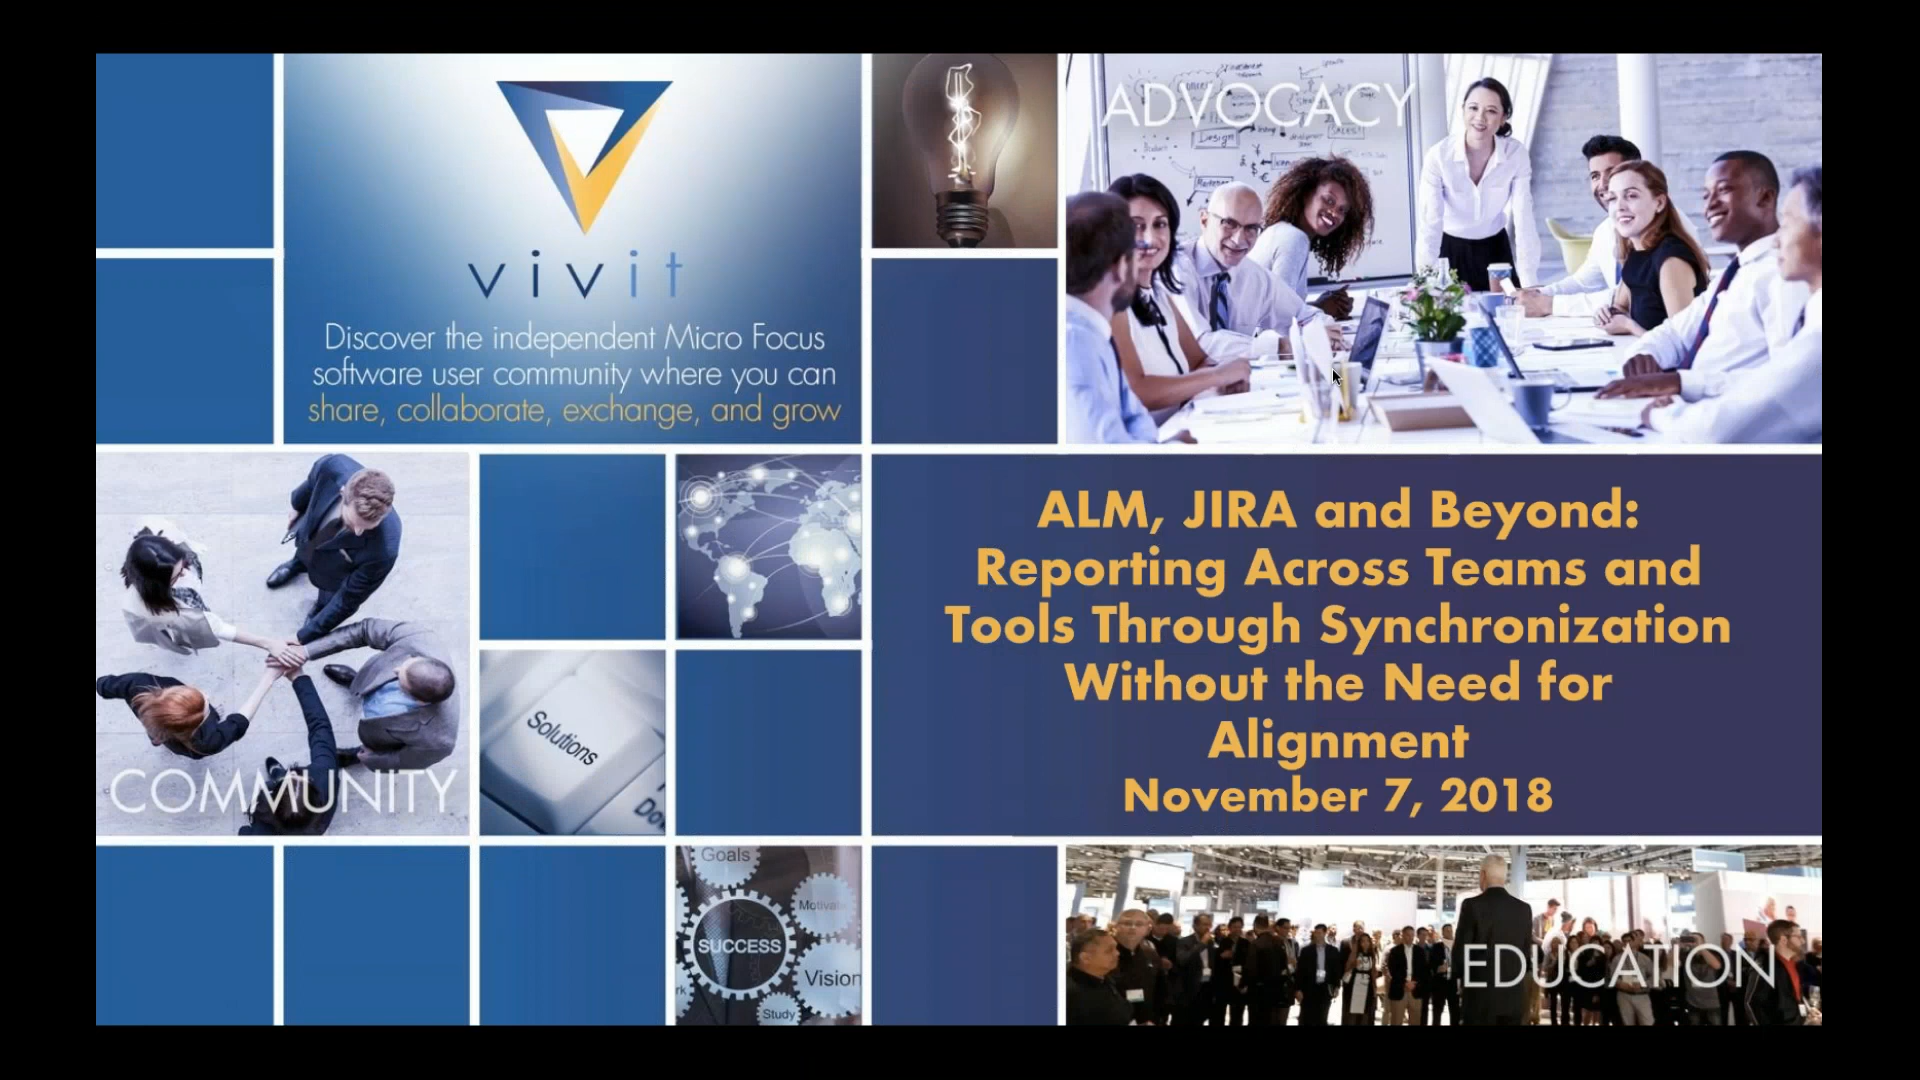 vivit
Discover the independent Micro Focus
software user community where you can
share, collaborate, exchange, and grow
ADVOCACY
Design
SALES!!
ALM, JIRA and Beyond:
Reporting Across Teams and
Tools Through Synchronization
Without the Need for
Alignment
November 7, 2018
COMMUNITY
Solutions
Goals
SUCCESS
Vision
Study
EDUCATION